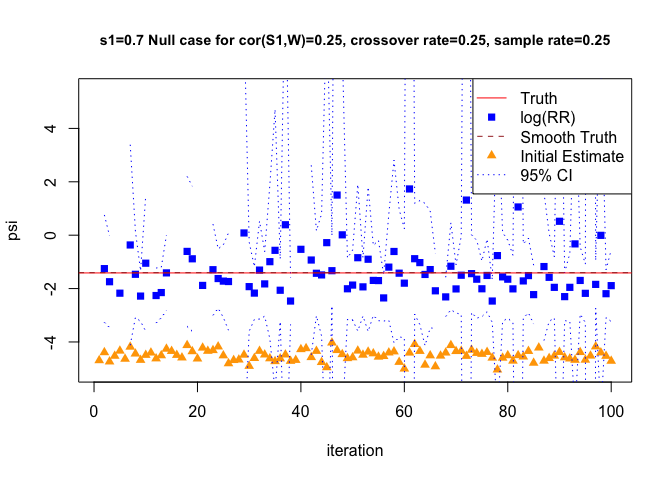 s1=0.7 Null case for cor(S1,W)=0.25, crossover rate=0.25, sample rate=0.25
Truth
log(RR)
Smooth Truth
Initial Estimate
95% CI
psi
4
2
0
-2
-4
0 20 40 60 80 100
iteration